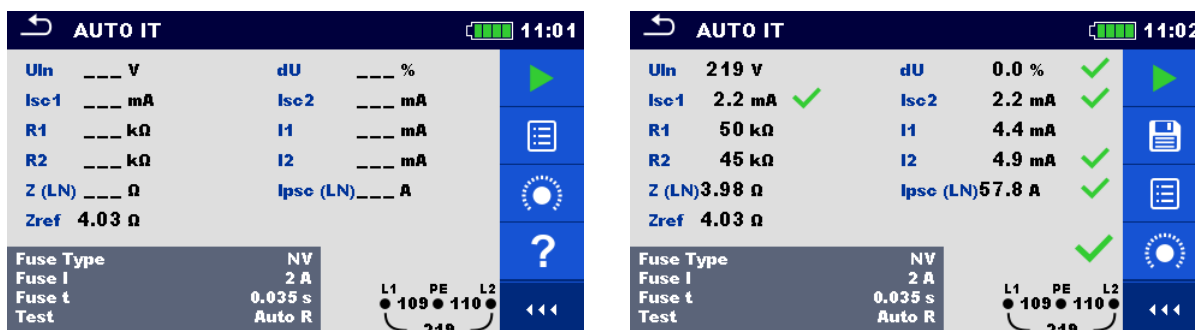 AUTO IT 11:01
Uln ___ V dU ___ %
Isc1 ___ mA Isc2 ___ mA
R1 ___ kΩ I1 ___ mA
R2 ___ kΩ I2 ___ mA
Z (LN) ___ Ω Ipsc (LN)___ A
Zref 4.03 Ω
Fuse Type NV
Fuse I 2 A
Fuse t 0.035 s
Test Auto R
?
L1 PE L2
109 110
219
AUTO IT 11:02
Uln 219 V dU 0.0 %
Isc1 2.2 mA Isc2 2.2 mA
R1 50 kΩ I1 4.4 mA
R2 45 kΩ I2 4.9 mA
Z (LN)3.98 Ω Ipsc (LN)57.8 A
Zref 4.03 Ω
Fuse Type NV
Fuse I 2 A
Fuse t 0.035 s
Test Auto R
L1 PE L2
109 110
219